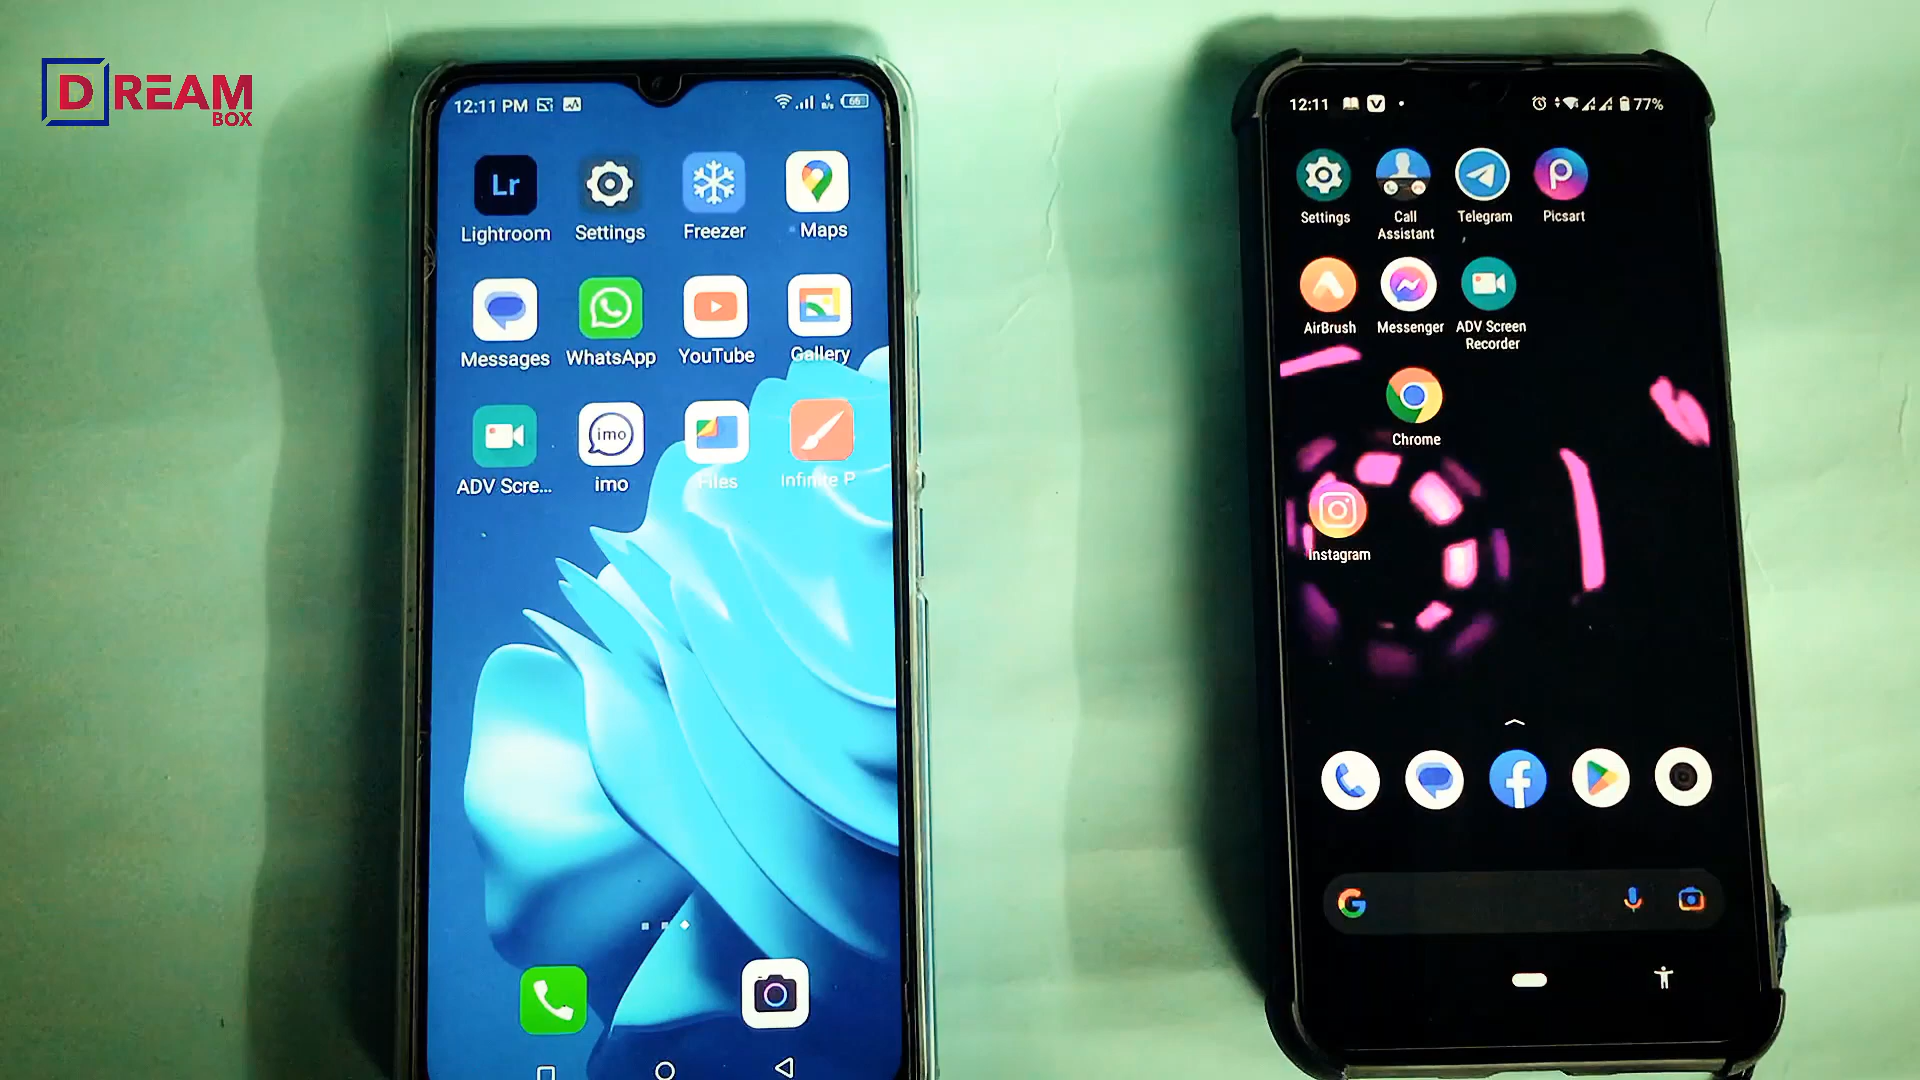 DREAM
BOX
12:11 PM
66
Lightroom
Settings
Freezer
Maps
Messages
WhatsApp
YouTube
Gallery
ADV Scre...
imo
imo
Files
Infinite P
Lr
12:11
77%
Settings
Call
Assistant
Telegram
Picsart
AirBrush
Messenger
ADV Screen
Recorder
Chrome
Instagram